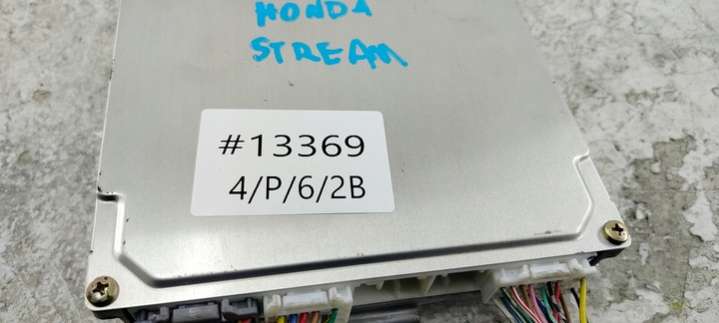 HONDA
STREAM
#13369
4/P/6/2B